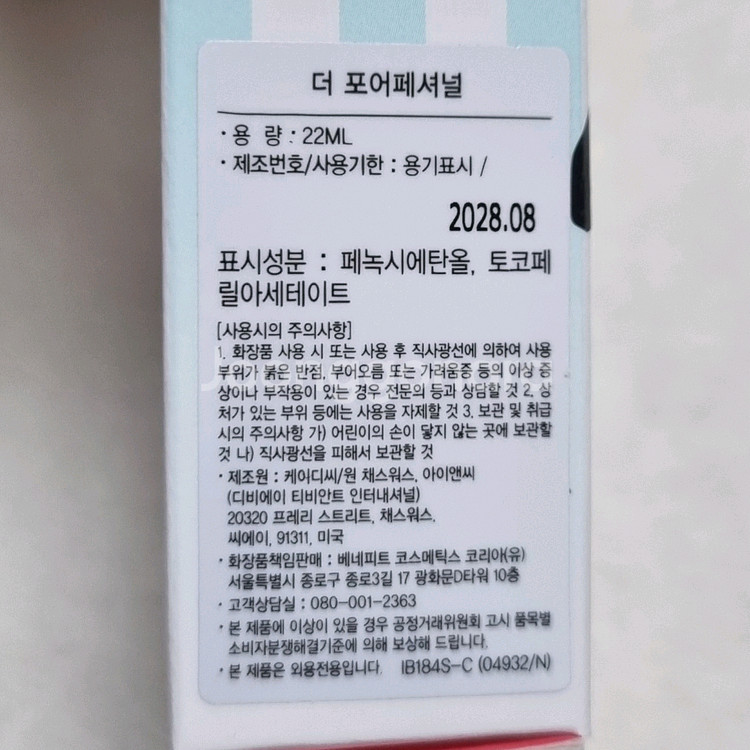 더 포어페셔널
· 용 량 : 22ML
· 제조번호/사용기한 : 용기표시 /
2028.08
표시성분 : 페녹시에탄올, 토코페
릴아세테이트
[사용시의 주의사항]
1. 화장품 사용 시 또는 사용 후 직사광선에 의하여 사용
부위가 붉은 반점, 부어오름 또는 가려움증 등의 이상 증
상이나 부작용이 있는 경우 전문의 등과 상담할 것 2. 상
처가 있는 부위 등에는 사용을 자제할 것 3. 보관 및 취급
시의 주의사항 가) 어린이의 손이 닿지 않는 곳에 보관할
것 나) 직사광선을 피해서 보관할 것
· 제조원 : 케어디씨/원 채스워스, 아이앤씨
(디비에이 티비안트 인터내셔널)
20320 프레리 스트리트, 채스워스,
씨에이, 91311, 미국
· 화장품책임판매 : 베네피트 코스메틱스 코리아(유)
서울특별시 종로구 종로3길 17 광화문D타워 10층
· 고객상담실 : 080-001-2363
· 본 제품에 이상이 있을 경우 공정거래위원회 고시 품목별
소비자분쟁해결기준에 의해 보상해 드립니다.
· 본 제품은 외용전용입니다. IB184S-C (04932/N)